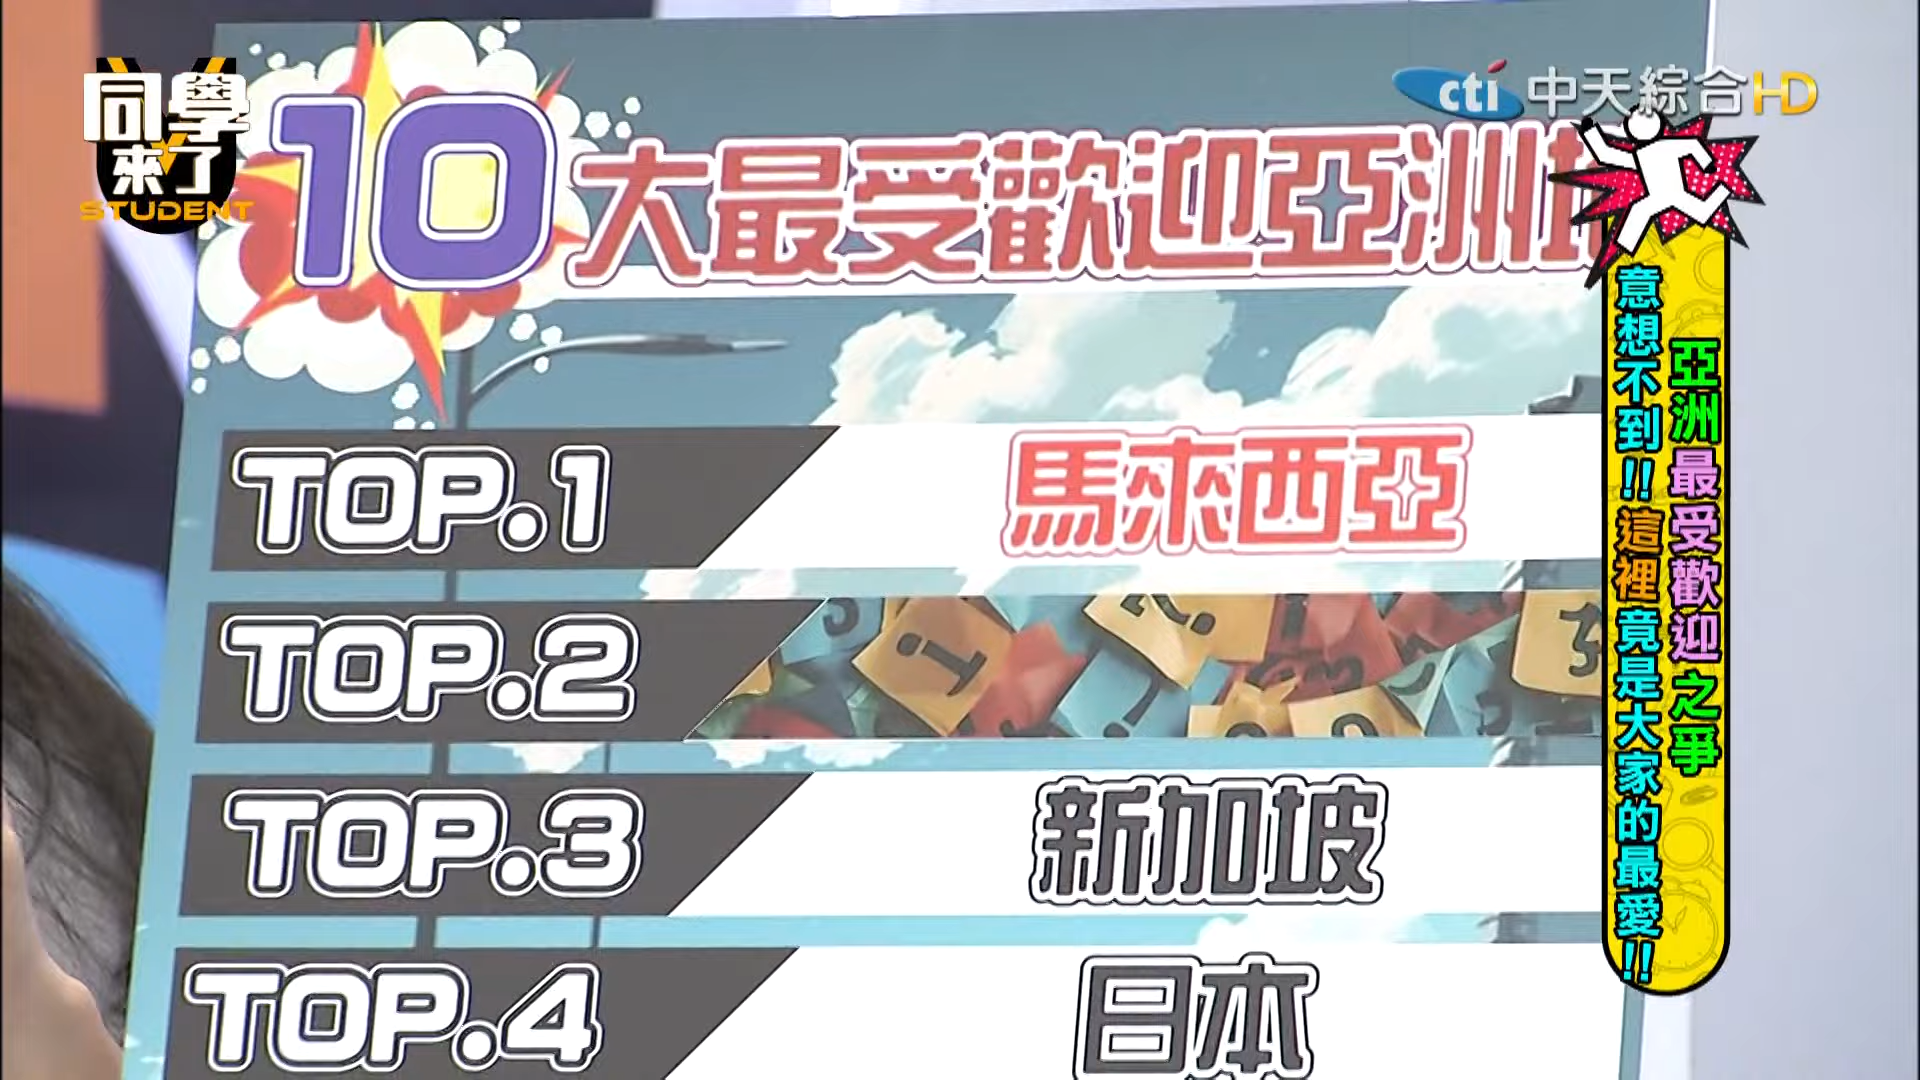 同學
來了
STUDENT
cti 中天綜合HD
10大最受歡迎亞洲
TOP.1 馬來西亞
TOP.2
TOP.3 新加坡
TOP.4 日本
亞洲最受歡迎之爭
意想不到!!這裡竟是大家的最愛!!